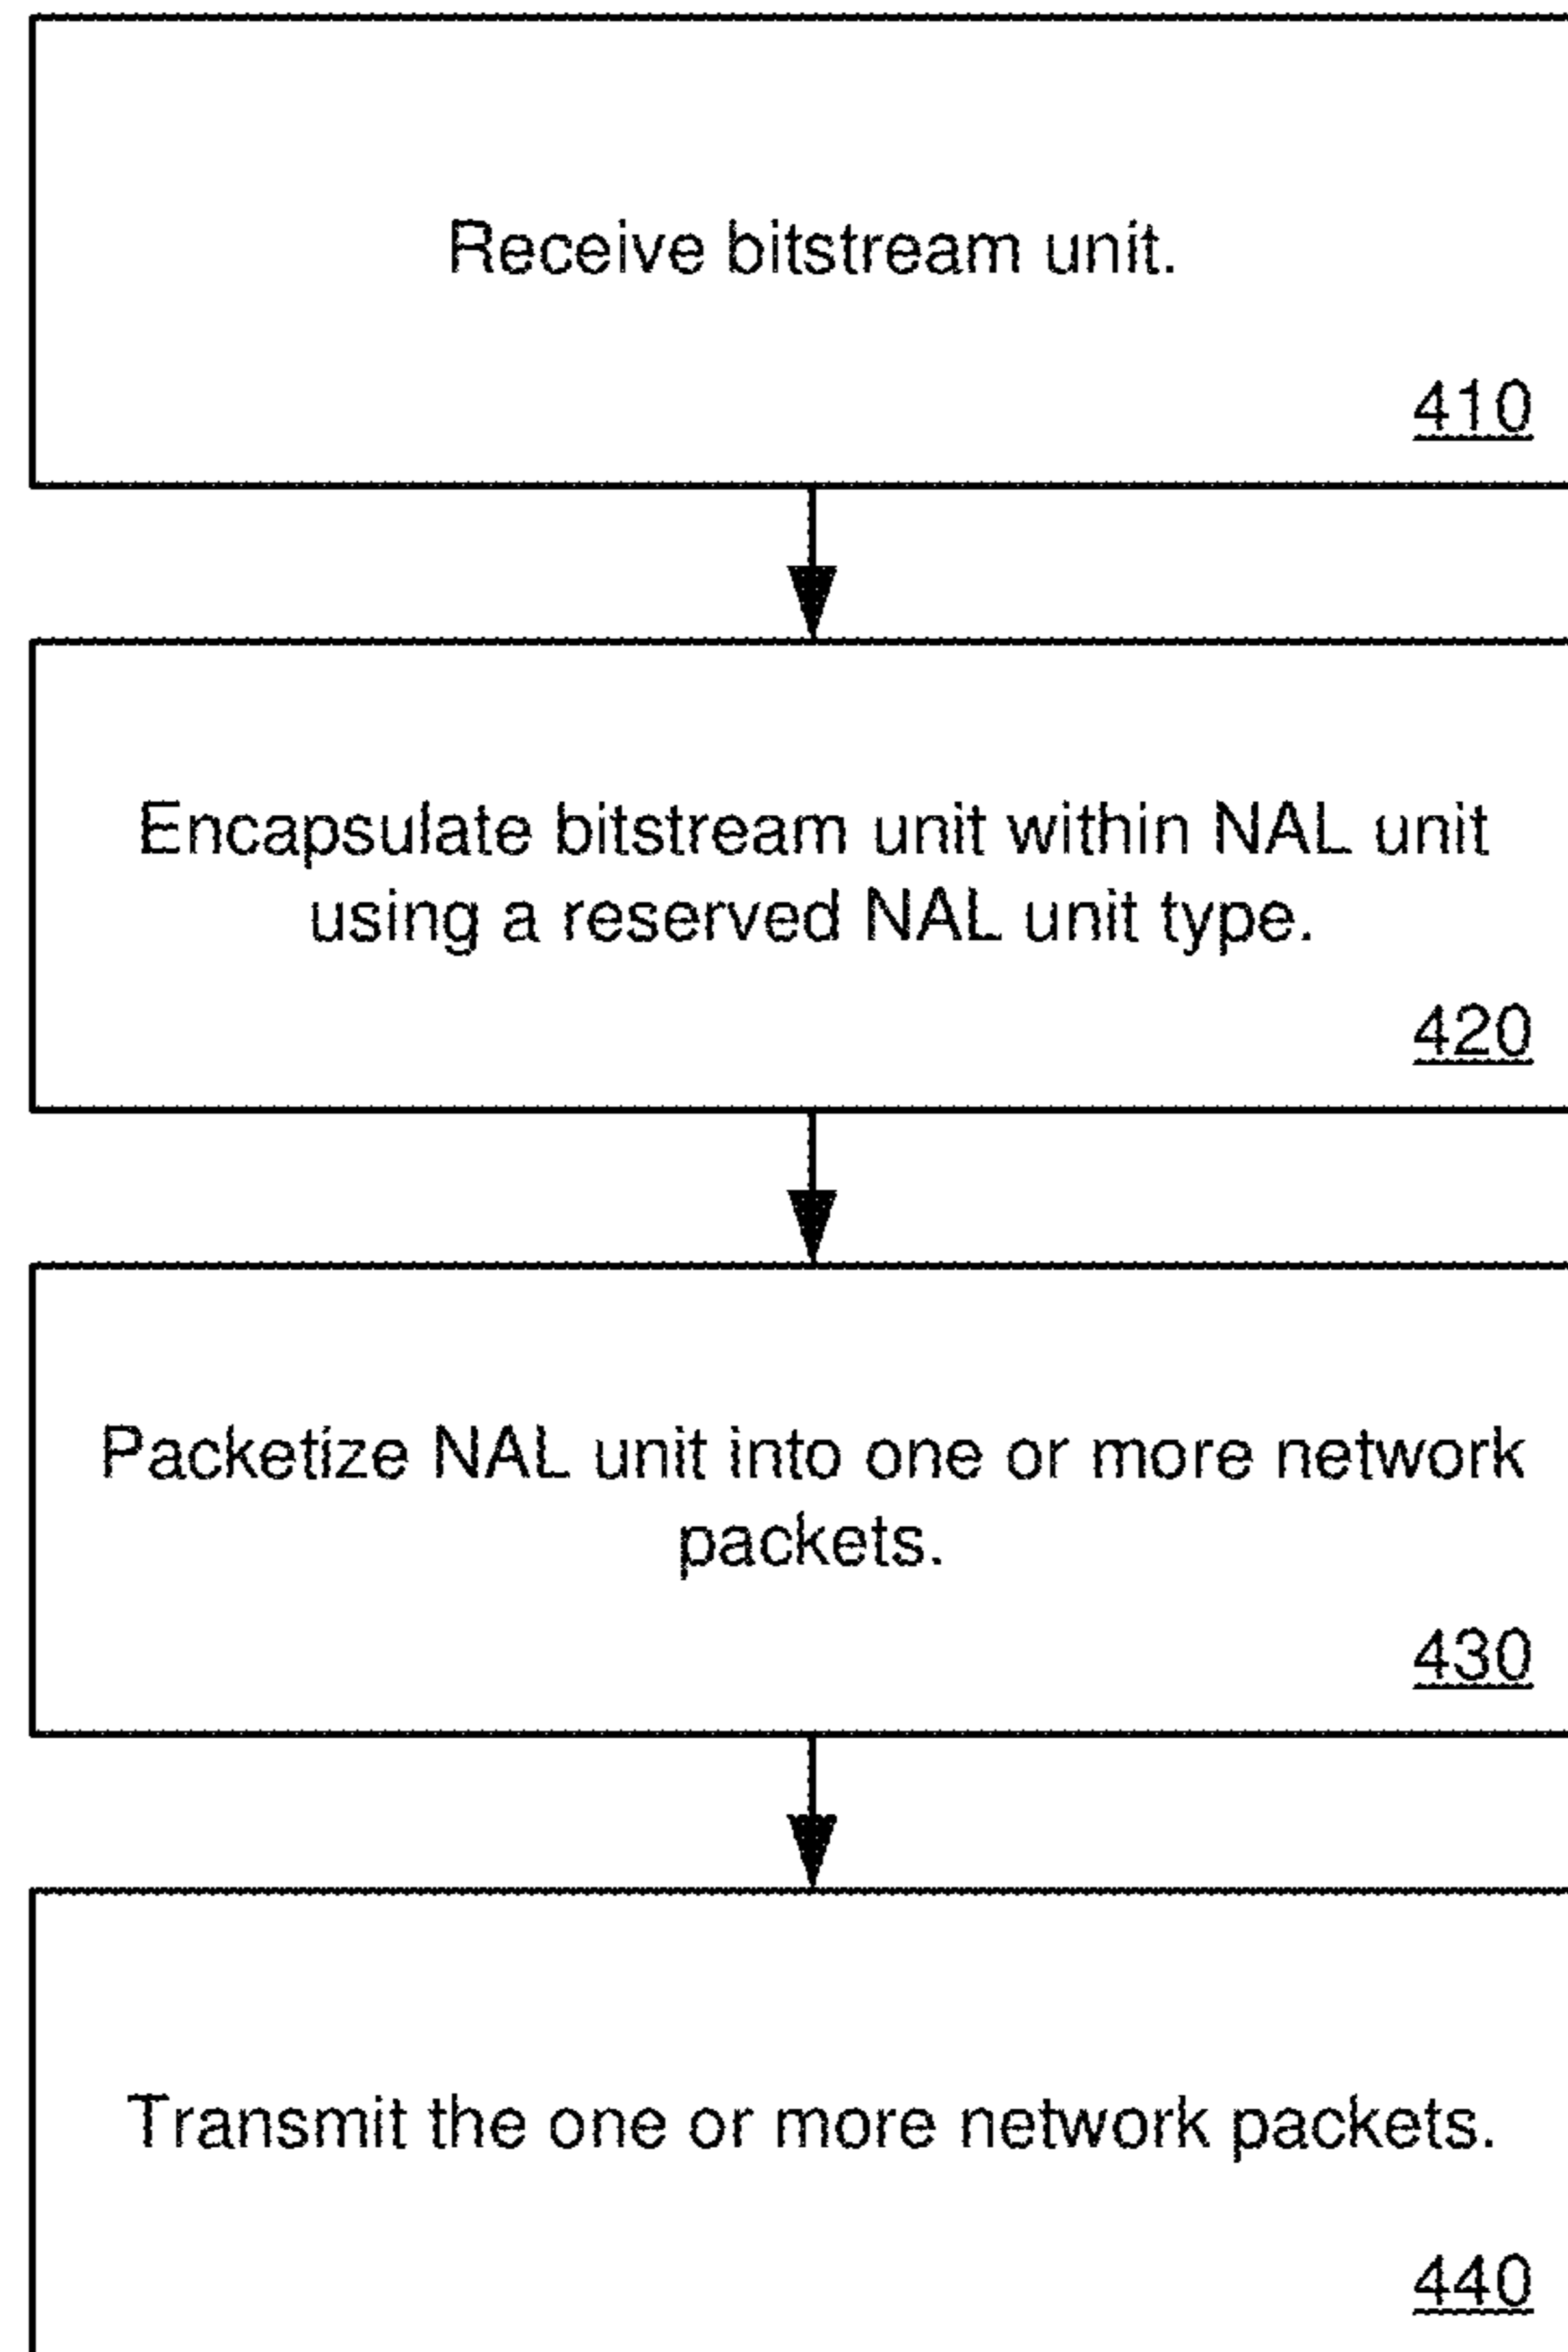 Receive bitstream unit.
410
Encapsulate bitstream unit within NAL unit
using a reserved NAL unit type.
420
Packetize NAL unit into one or more network
packets.
430
Transmit the one or more network packets.
440